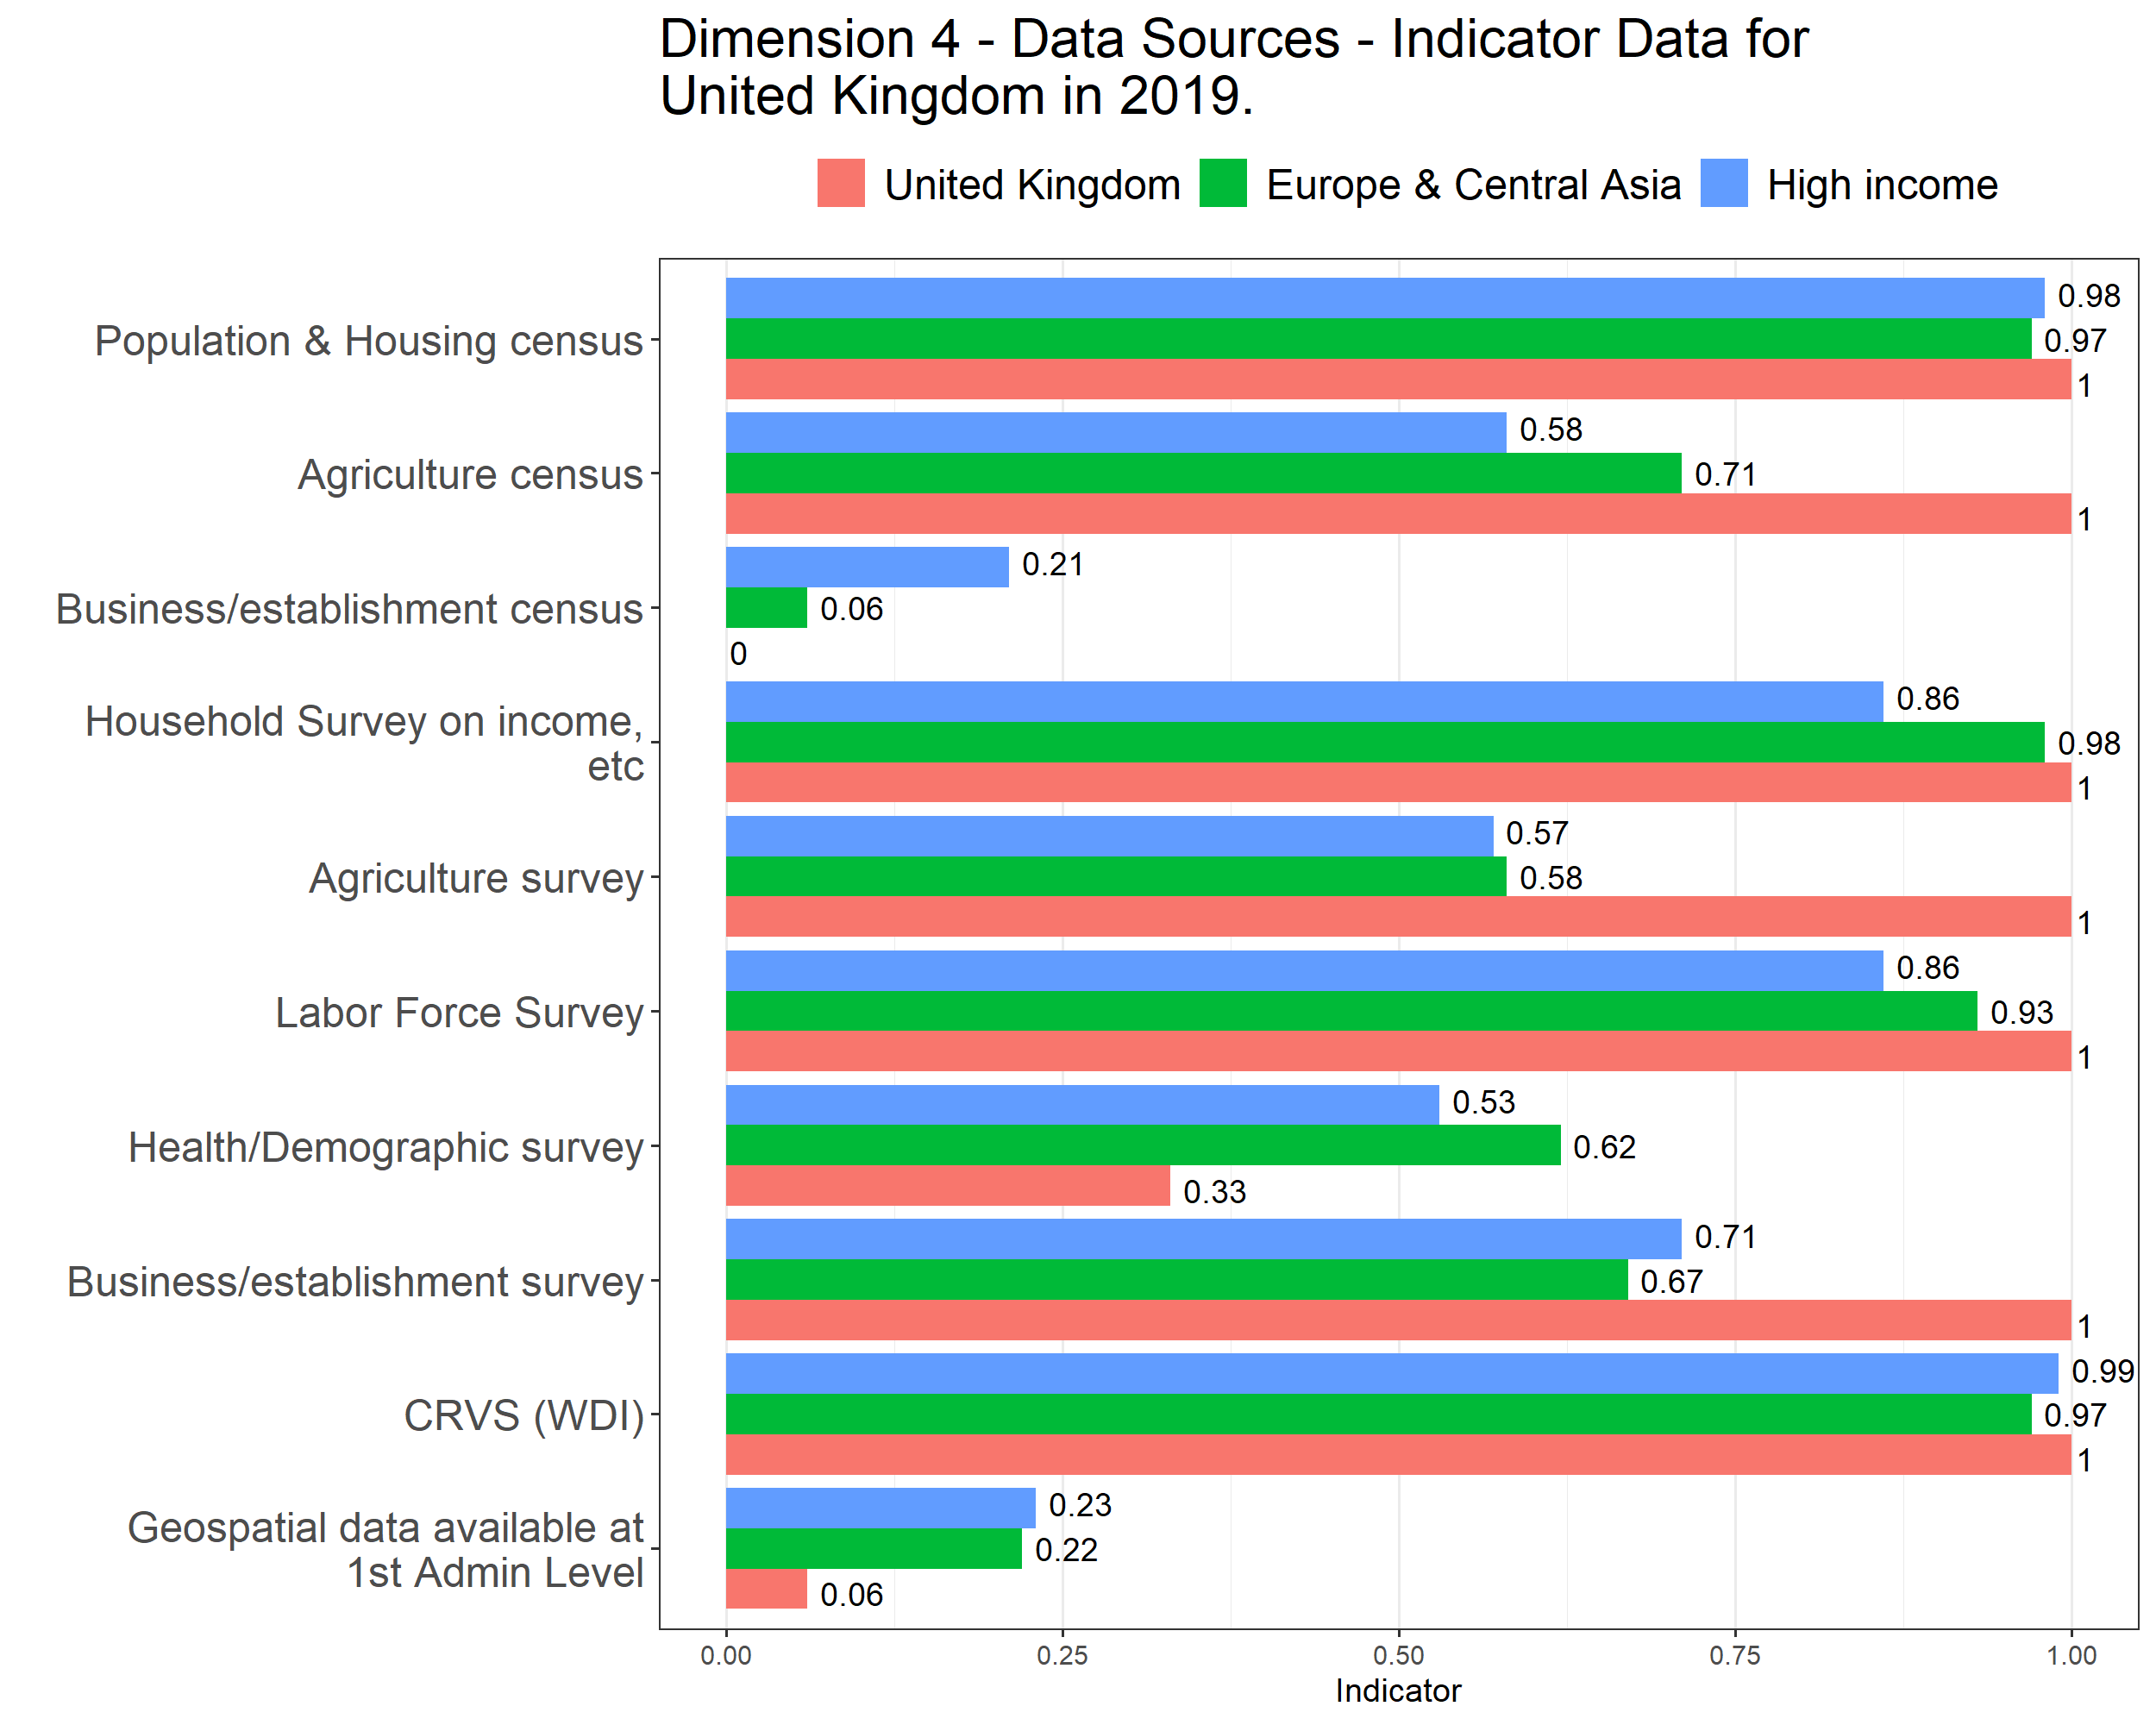 Dimension 4 - Data Sources - Indicator Data for
United Kingdom in 2019.
United Kingdom
Europe & Central Asia
High income
Population & Housing census
0.98
0.97
1
Agriculture census
0.58
0.71
1
Business/establishment census
0.21
0.06
0
Household Survey on income,
etc
0.86
0.98
1
Agriculture survey
0.57
0.58
1
Labor Force Survey
0.86
0.93
1
Health/Demographic survey
0.53
0.62
0.33
Business/establishment survey
0.71
0.67
1
CRVS (WDI)
0.99
0.97
1
Geospatial data available at
1st Admin Level
0.23
0.22
0.06
0.00
0.25
0.50
0.75
1.00
Indicator